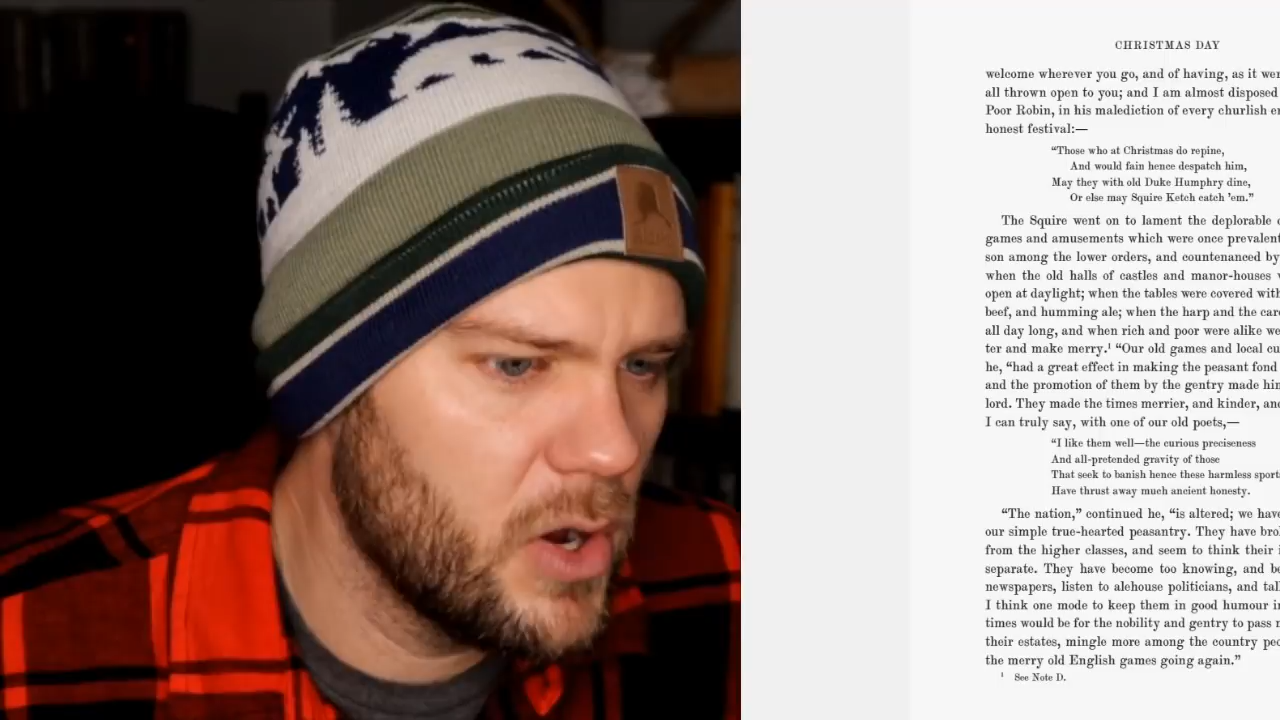 CHRISTMAS DAY
welcome wherever you go, and of having, as it
all thrown open to you; and I am almost disposed
Poor Robin, in his malediction of every churlish
honest festival:—
“Those who at Christmas do repine,
And would fain hence despatch him,
May they with old Duke Humphry dine,
Or else may Squire Ketch catch ’em.”
The Squire went on to lament the deplorable
games and amusements which were once prevalent
son among the lower orders, and countenanced by
when the old halls of castles and manor-houses
open at daylight; when the tables were covered with
beef, and humming ale; when the harp and the
all day long, and when rich and poor were alike
ter and make merry.¹ “Our old games and local
he, “had a great effect in making the peasant fond
and the promotion of them by the gentry made
lord. They made the times merrier, and kinder,
I can truly say, with one of our old poets,—
“I like them well—the curious preciseness
And all-pretended gravity of those
That seek to banish hence these harmless
Have thrust away much ancient honesty.
“The nation,” continued he, “is altered; we have
our simple true-hearted peasantry. They have
from the higher classes, and seem to think their
separate. They have become too knowing, and
newspapers, listen to alehouse politicians, and
I think one mode to keep them in good humour in
times would be for the nobility and gentry to pass
their estates, mingle more among the country
the merry old English games going again.”
¹ See Note D.